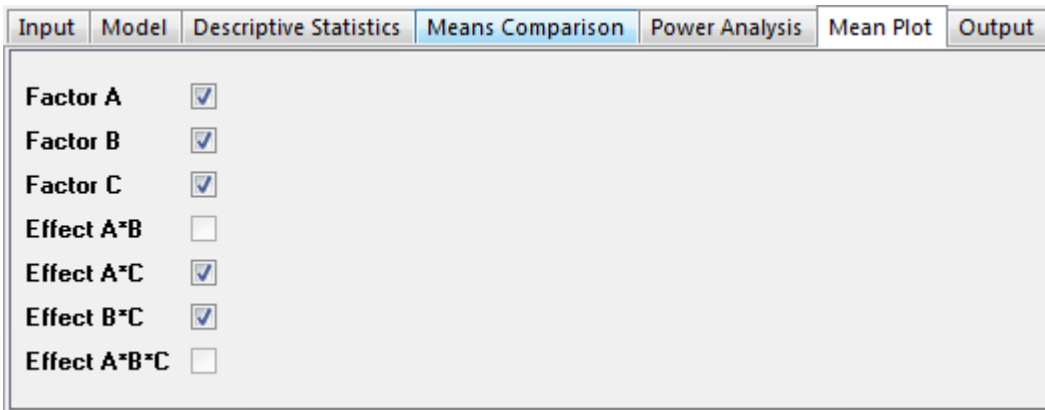 Input Model Descriptive Statistics Means Comparison Power Analysis Mean Plot Output
Factor A
Factor B
Factor C
Effect A*B
Effect A*C
Effect B*C
Effect A*B*C